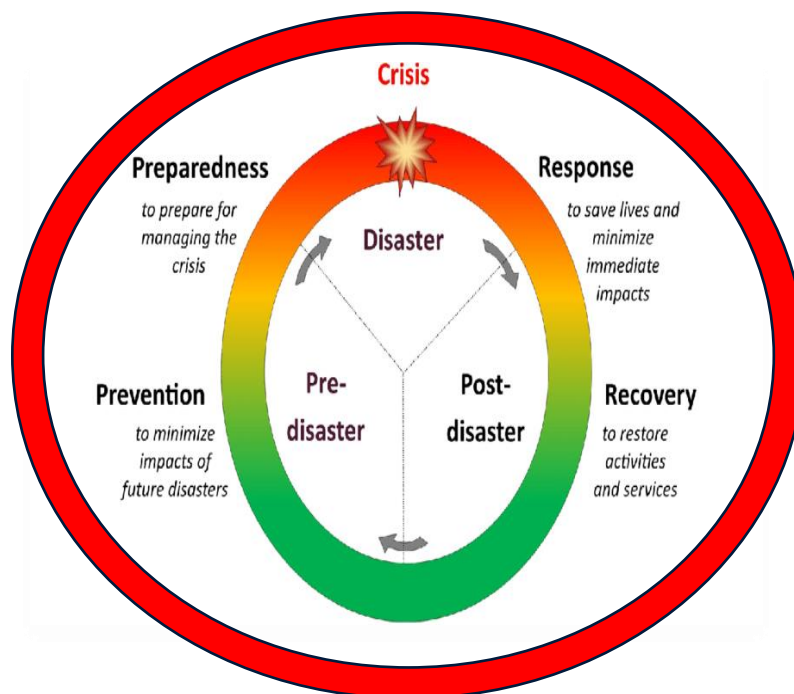 Crisis
Preparedness
to prepare for
managing the
crisis
Response
to save lives and
minimize
immediate
impacts
Disaster
Pre-
disaster
Post-
disaster
Prevention
to minimize
impacts of
future disasters
Recovery
to restore
activities
and services